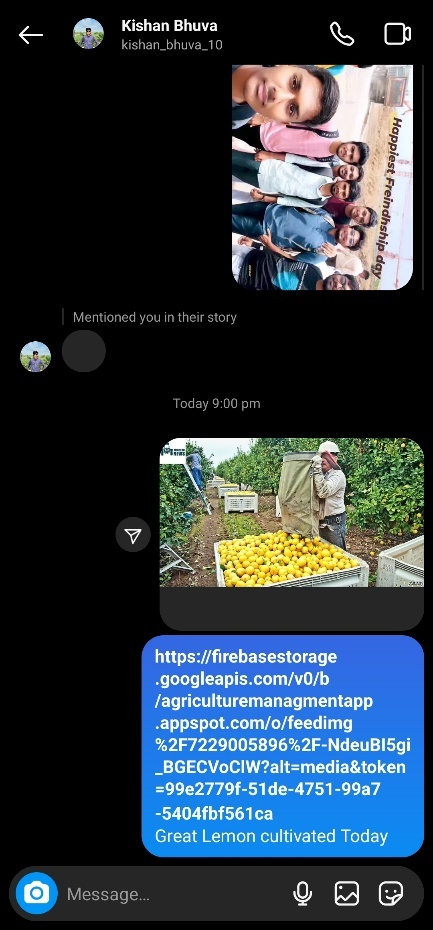 Kishan Bhuva
kishan_bhuva_10
Happiest Freindhship day
Mentioned you in their story
Today 9:00 pm
NEWS
https://firebasestorage
.googleapis.com/v0/b
/agriculturemanagmentapp
.appspot.com/o/feedimg
%2F7229005896%2F-NdeuBI5gi
_BGECVoClW?alt=media&token
=99e2779f-51de-4751-99a7
-5404fbf561ca
Great Lemon cultivated Today
Message...